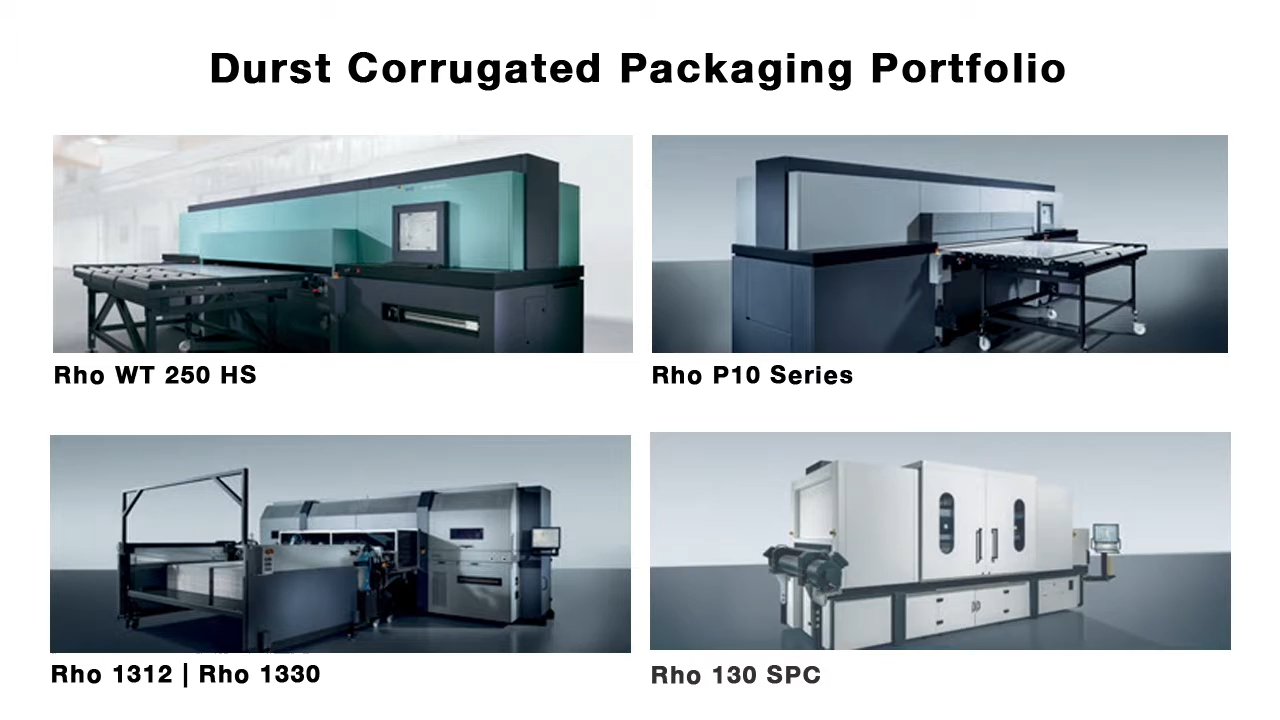 Durst Corrugated Packaging Portfolio
Rho WT 250 HS
Rho P10 Series
Rho 1312 | Rho 1330
Rho 130 SPC